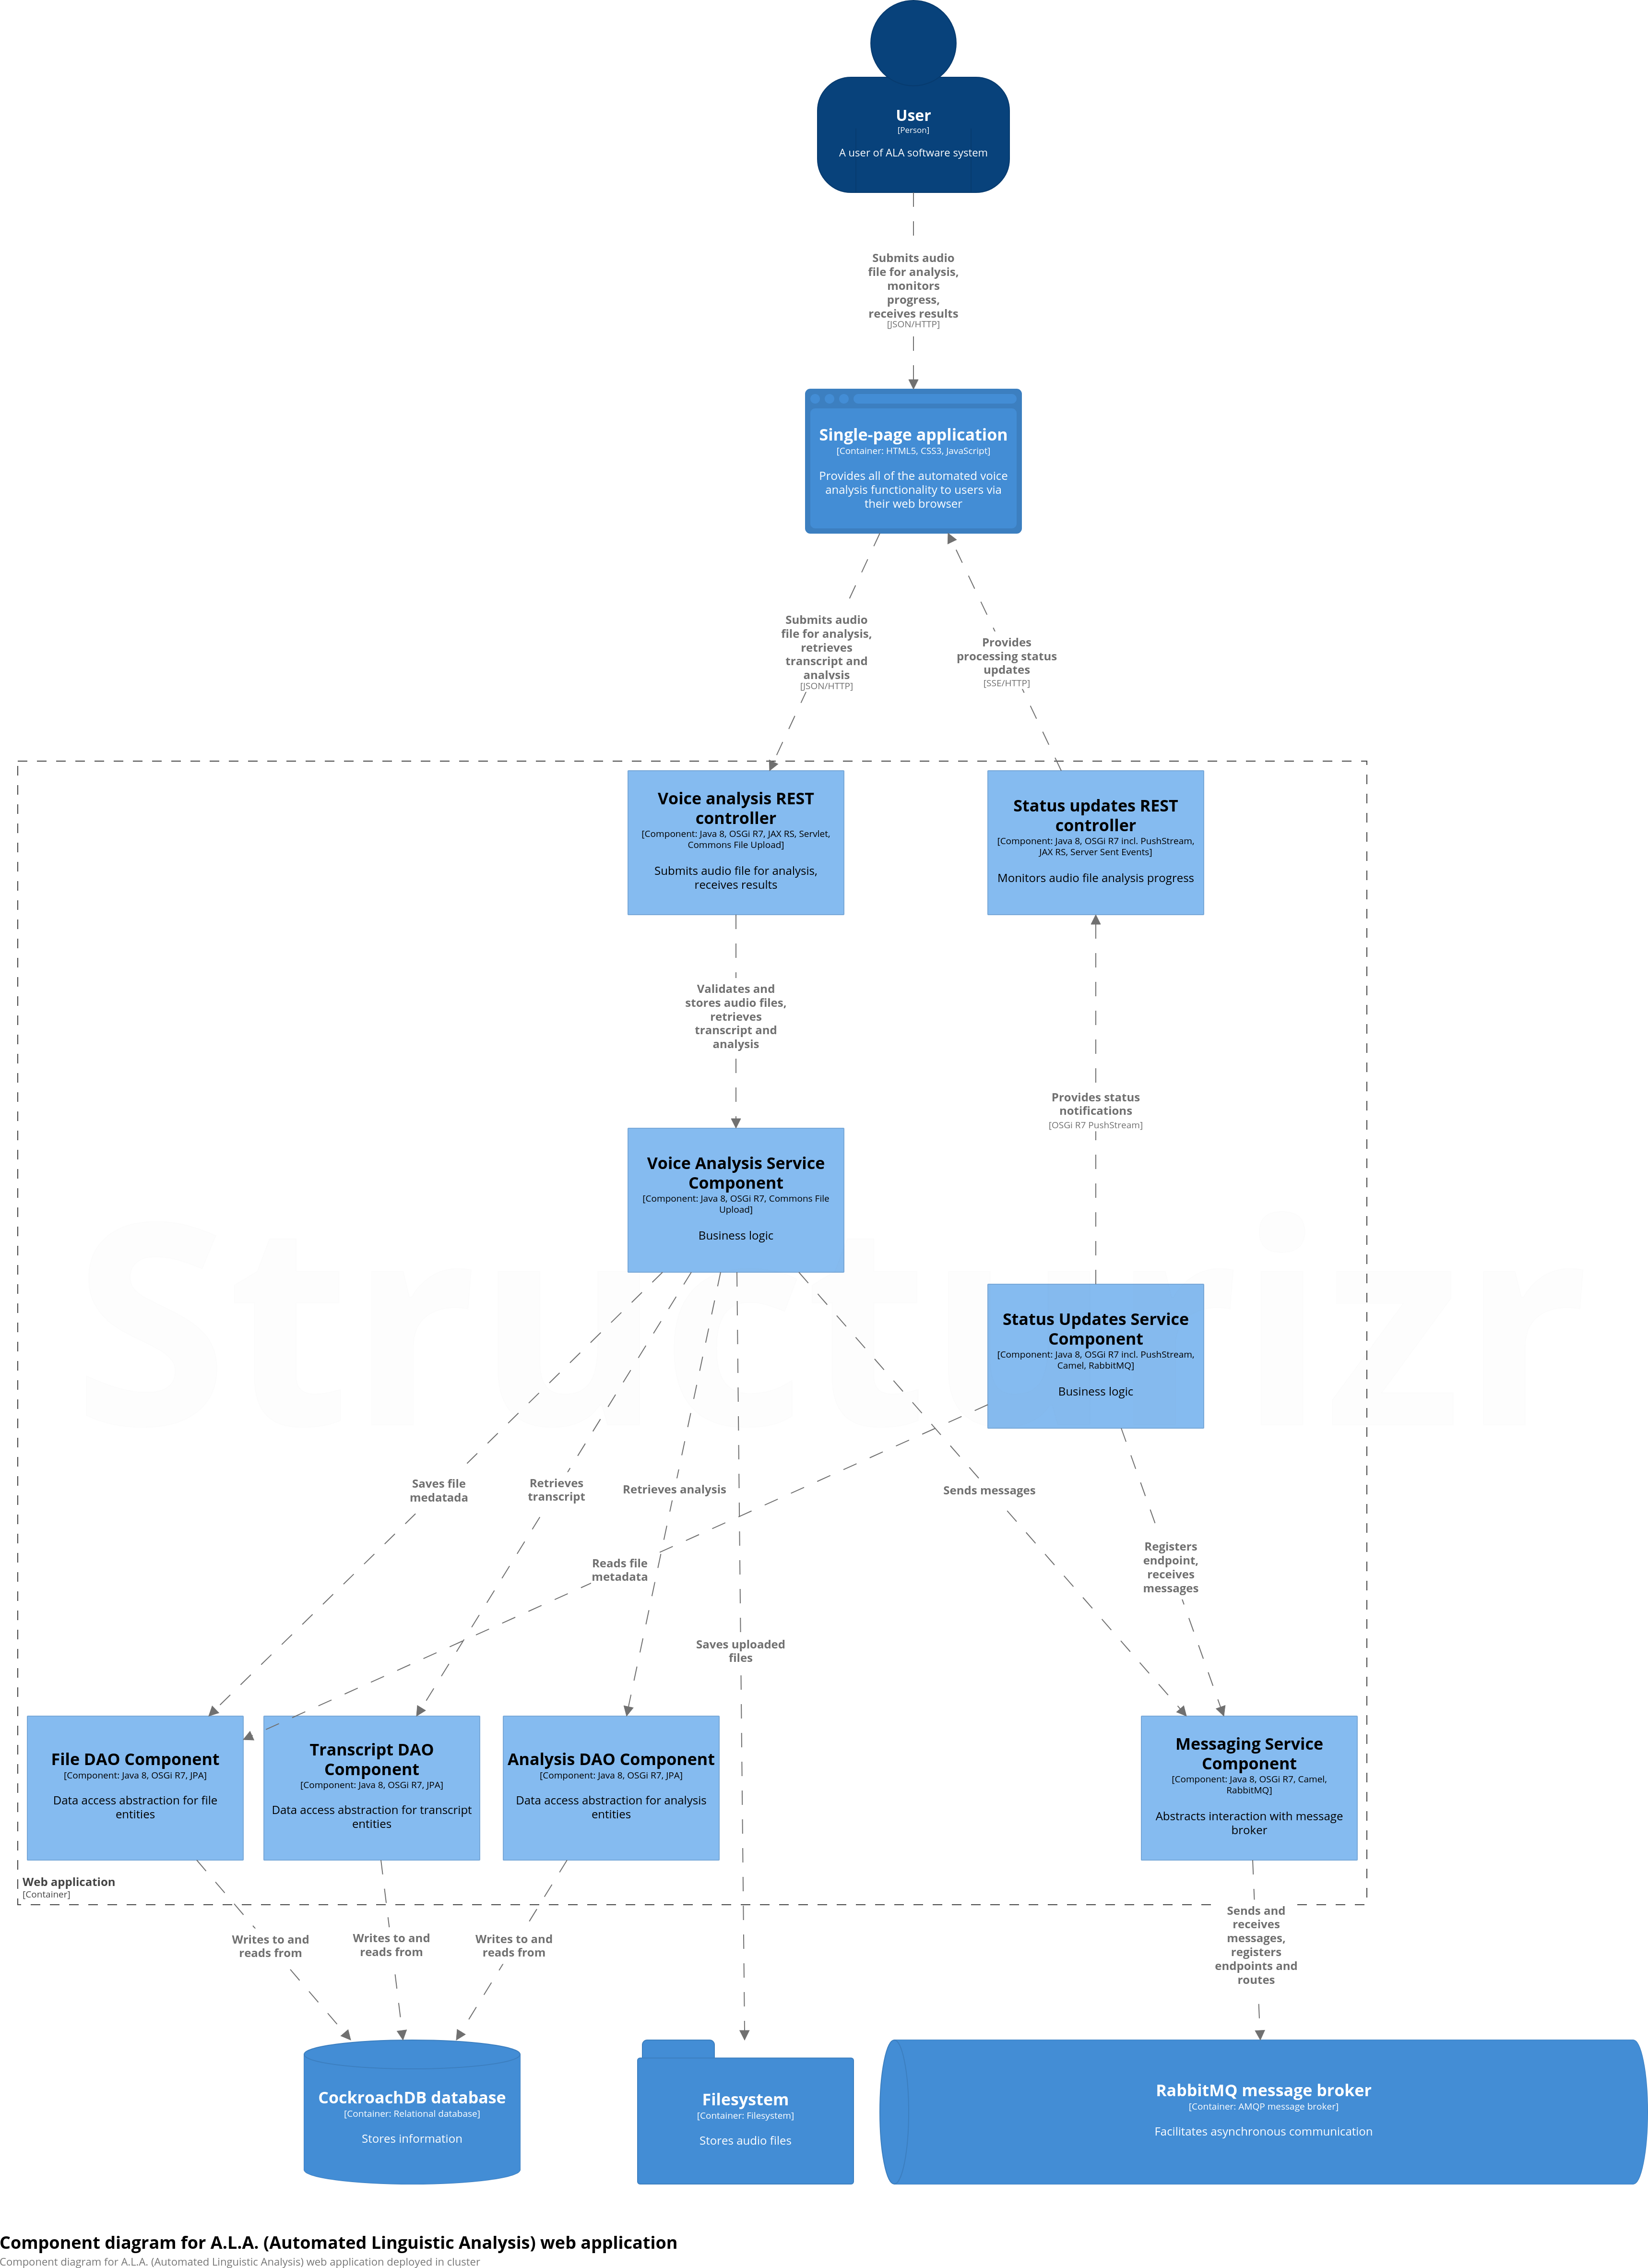 User
[Person]
A user of ALA software system
Submits audio
file for analysis,
monitors
progress,
receives results
[JSON/HTTP]
Single-page application
[Container: HTML5, CSS3, JavaScript]
Provides all of the automated voice
analysis functionality to users via
their web browser
Submits audio
file for analysis,
retrieves
transcript and
analysis
[JSON/HTTP]
Provides
processing status
updates
[SSE/HTTP]
Voice analysis REST
controller
[Component: Java 8, OSGi R7, JAX RS, Servlet,
Commons File Upload]
Submits audio file for analysis,
receives results
Status updates REST
controller
[Component: Java 8, OSGi R7 incl. PushStream,
JAX RS, Server Sent Events]
Monitors audio file analysis progress
Validates and
stores audio files,
retrieves
transcript and
analysis
Provides status
notifications
[OSGi R7 PushStream]
Voice Analysis Service
Component
[Component: Java 8, OSGi R7, Commons File
Upload]
Business logic
Structurizr
Status Updates Service
Component
[Component: Java 8, OSGi R7 incl. PushStream,
Camel, RabbitMQ]
Business logic
Saves file
medatada
Retrieves
transcript
Retrieves analysis
Sends messages
Reads file
metadata
Registers
endpoint,
receives
messages
Saves uploaded
files
File DAO Component
[Component: Java 8, OSGi R7, JPA]
Data access abstraction for file
entities
Transcript DAO
Component
[Component: Java 8, OSGi R7, JPA]
Data access abstraction for transcript
entities
Analysis DAO Component
[Component: Java 8, OSGi R7, JPA]
Data access abstraction for analysis
entities
Messaging Service
Component
[Component: Java 8, OSGi R7, Camel,
RabbitMQ]
Abstracts interaction with message
broker
Web application
[Container]
Writes to and
reads from
Writes to and
reads from
Writes to and
reads from
Sends and
receives
messages,
registers
endpoints and
routes
CockroachDB database
[Container: Relational database]
Stores information
Filesystem
[Container: Filesystem]
Stores audio files
RabbitMQ message broker
[Container: AMQP message broker]
Facilitates asynchronous communication
Component diagram for A.L.A. (Automated Linguistic Analysis) web application
Component diagram for A.L.A. (Automated Linguistic Analysis) web application deployed in cluster